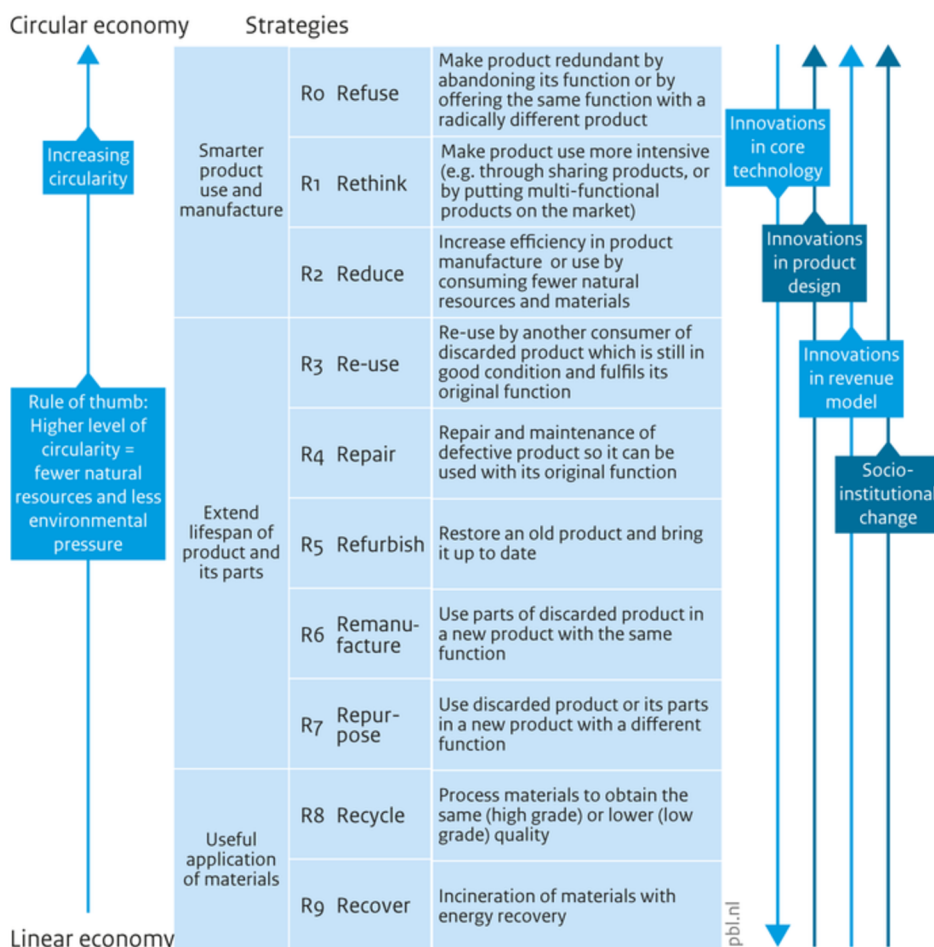 Circular economy
Strategies
Increasing
circularity
Rule of thumb:
Higher level of
circularity =
fewer natural
resources and less
environmental
pressure
Linear economy
Smarter
product
use and
manufacture
R0 Refuse
Make product redundant by
abandoning its function or by
offering the same function with a
radically different product
R1 Rethink
Make product use more intensive
(e.g. through sharing products, or
by putting multi-functional
products on the market)
R2 Reduce
Increase efficiency in product
manufacture or use by
consuming fewer natural
resources and materials
Extend
lifespan of
product and
its parts
R3 Re-use
Re-use by another consumer of
discarded product which is still in
good condition and fulfils its
original function
R4 Repair
Repair and maintenance of
defective product so it can be
used with its original function
R5 Refurbish
Restore an old product and bring
it up to date
R6 Remanu-
facture
Use parts of discarded product in
a new product with the same
function
R7 Repur-
pose
Use discarded product or its parts
in a new product with a different
function
Useful
application
of materials
R8 Recycle
Process materials to obtain the
same (high grade) or lower (low
grade) quality
R9 Recover
Incineration of materials with
energy recovery
Innovations
in core
technology
Innovations
in product
design
Innovations
in revenue
model
Socio-
institutional
change
pbl.nl